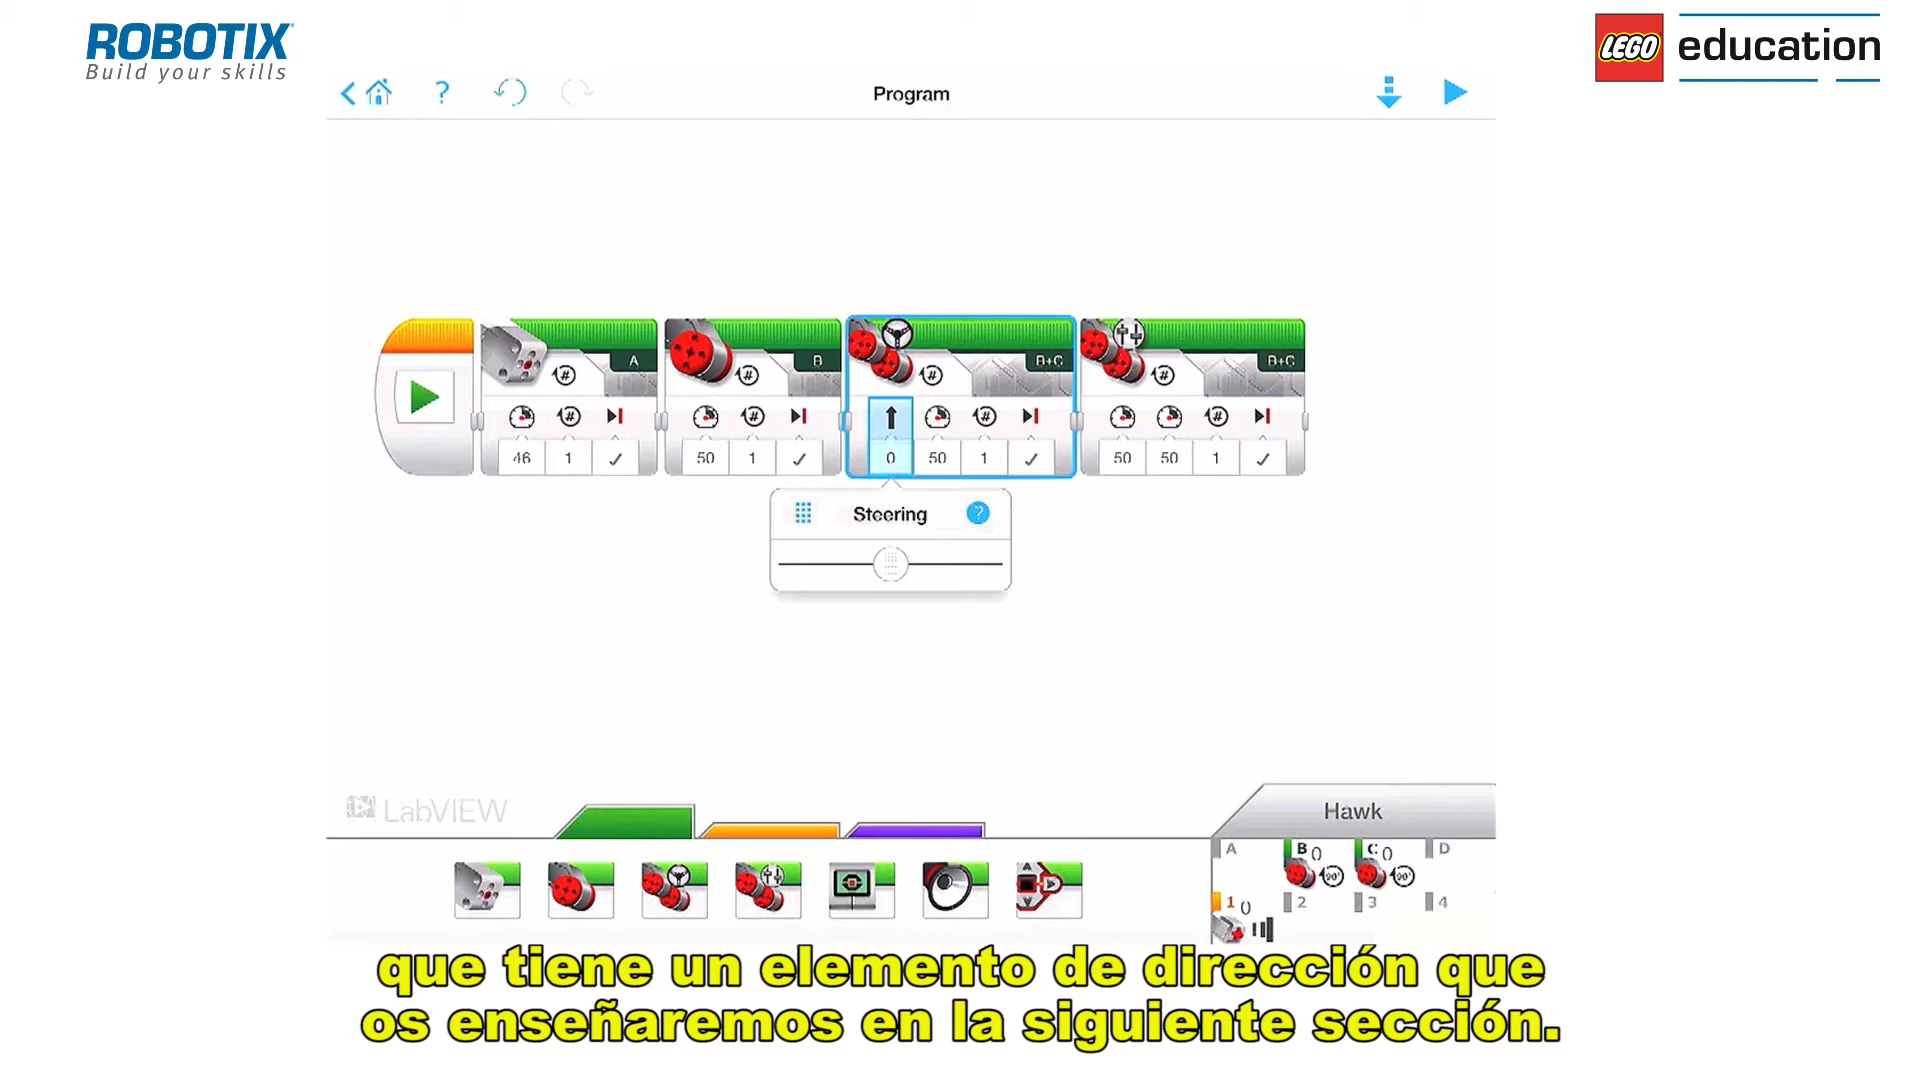 ROBOTIX
Build your skills
LEGO education
?
Program
A
B
B+C
B+C
46 1
50 1
0 50 1
50 50 1
Steering ?
LabVIEW
Hawk
A B 0 C 0 D
90° 90°
1 0 2 3 4
que tiene un elemento de dirección que
os enseñaremos en la siguiente sección.